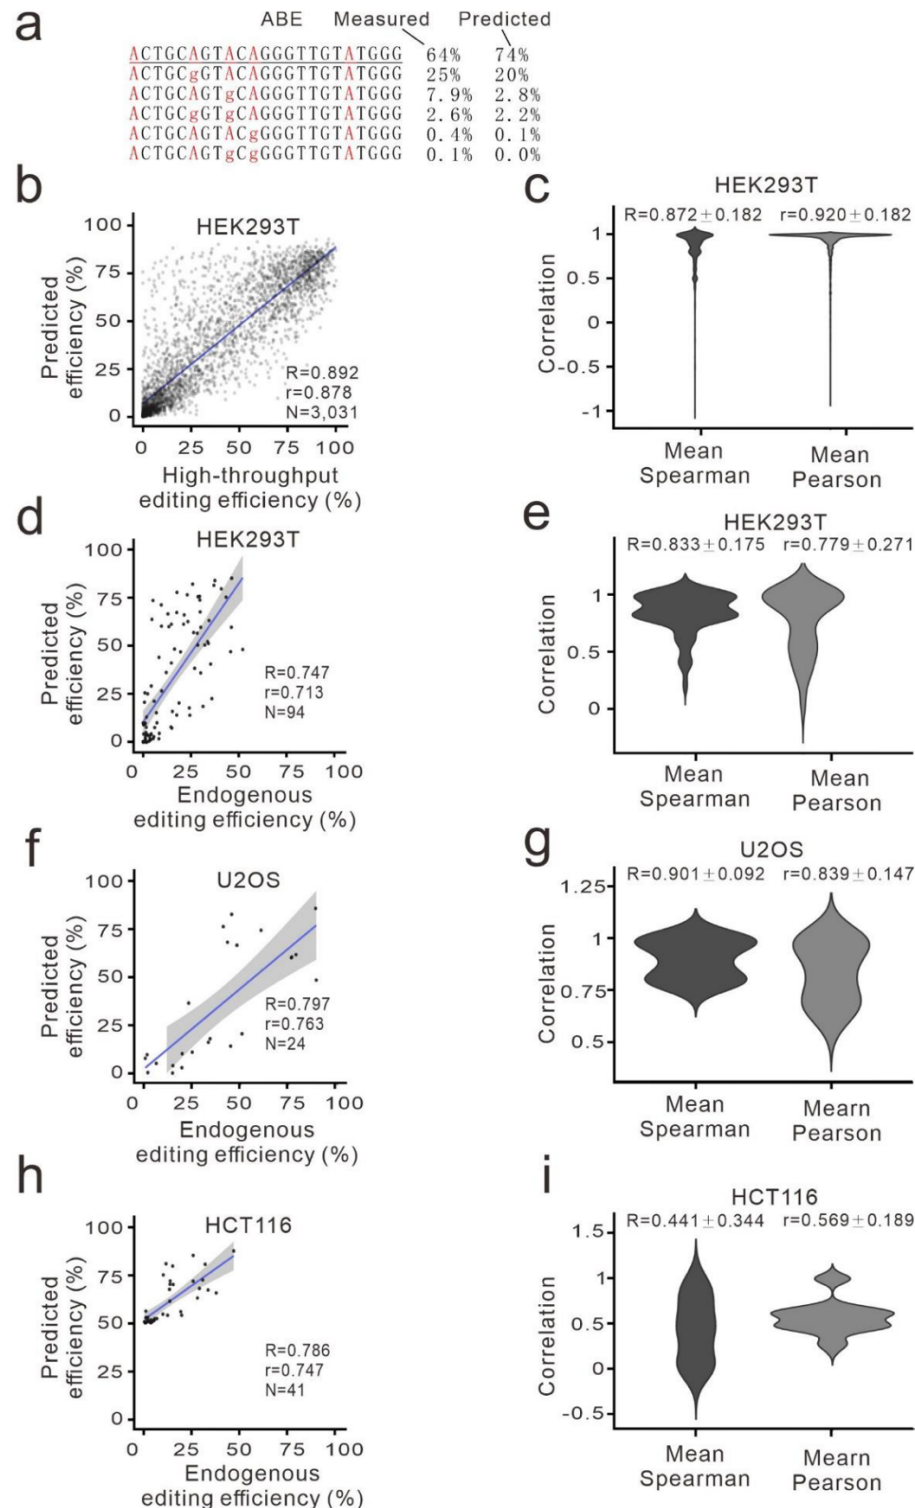 a
ABE Measured Predicted
ACTGCAGTACAGGGTTGTATGGG 64% 74%
ACTGCgGTACAGGGTTGTATGGG 25% 20%
ACTGCAGTgCAGGGTTGTATGGG 7.9% 2.8%
ACTGCgGTgCAGGGTTGTATGGG 2.6% 2.2%
ACTGCAGTACgGGGTTGTATGGG 0.4% 0.1%
ACTGCAGTgCgGGGTTGTATGGG 0.1% 0.0%
b
HEK293T
Predicted
efficiency (%)
100
75
50
25
0
R=0.892
r=0.878
N=3,031
0 25 50 75 100
High-throughput
editing efficiency (%)
c
HEK293T
R=0.872±0.182 r=0.920±0.182
Correlation
1
0.5
0
-0.5
-1
Mean
Spearman
Mean
Pearson
d
HEK293T
Predicted
efficiency (%)
100
75
50
25
0
R=0.747
r=0.713
N=94
0 25 50 75 100
Endogenous
editing efficiency (%)
e
HEK293T
R=0.833±0.175 r=0.779±0.271
Correlation
1
0.5
0
Mean
Spearman
Mean
Pearson
f
U2OS
Predicted
efficiency (%)
100
75
50
25
0
R=0.797
r=0.763
N=24
0 25 50 75 100
Endogenous
editing efficiency (%)
g
U2OS
R=0.901±0.092 r=0.839±0.147
Correlation
1.25
1
0.75
0.5
Mean
Spearman
Mearn
Pearson
h
HCT116
Predicted
efficiency (%)
100
75
50
25
0
R=0.786
r=0.747
N=41
0 25 50 75 100
Endogenous
editing efficiency (%)
i
HCT116
R=0.441±0.344 r=0.569±0.189
Correlation
1.5
1
0.5
0
-0.5
Mean
Spearman
Mearn
Pearson